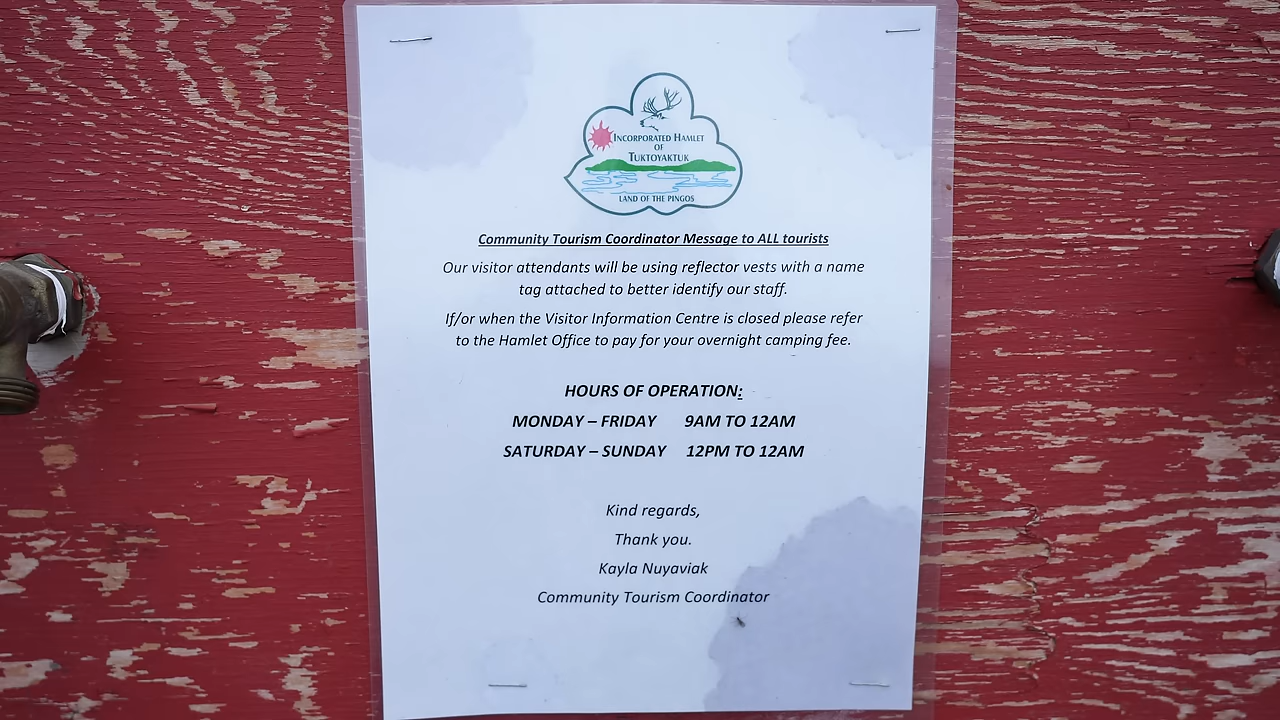 INCORPORATED HAMLET
OF
TUKTOYAKTUK
LAND OF THE PINGOS
Community Tourism Coordinator Message to ALL tourists
Our visitor attendants will be using reflector vests with a name
tag attached to better identify our staff.
If/or when the Visitor Information Centre is closed please refer
to the Hamlet Office to pay for your overnight camping fee.
HOURS OF OPERATION:
MONDAY – FRIDAY 9AM TO 12AM
SATURDAY – SUNDAY 12PM TO 12AM
Kind regards,
Thank you.
Kayla Nuyaviak
Community Tourism Coordinator